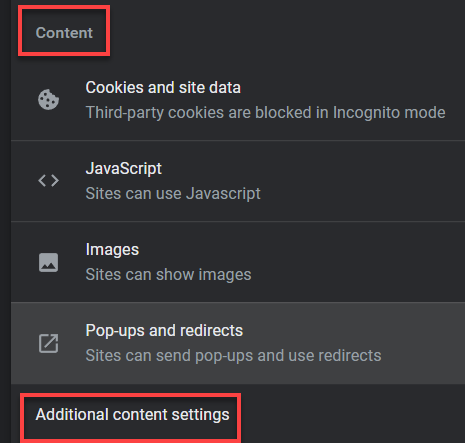 Content
Cookies and site data
Third-party cookies are blocked in Incognito mode
JavaScript
Sites can use Javascript
Images
Sites can show images
Pop-ups and redirects
Sites can send pop-ups and use redirects
Additional content settings